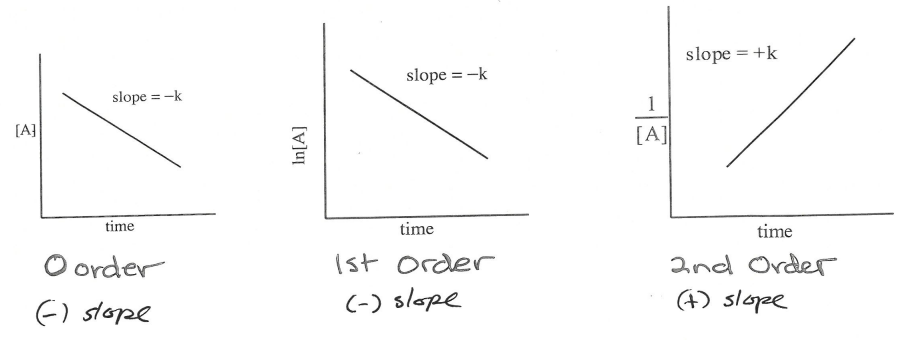 [A]
slope = −k
time
0 order
(−) slope
ln[A]
slope = −k
time
1st order
(−) slope
1
[A]
slope = +k
time
2nd Order
(+) slope